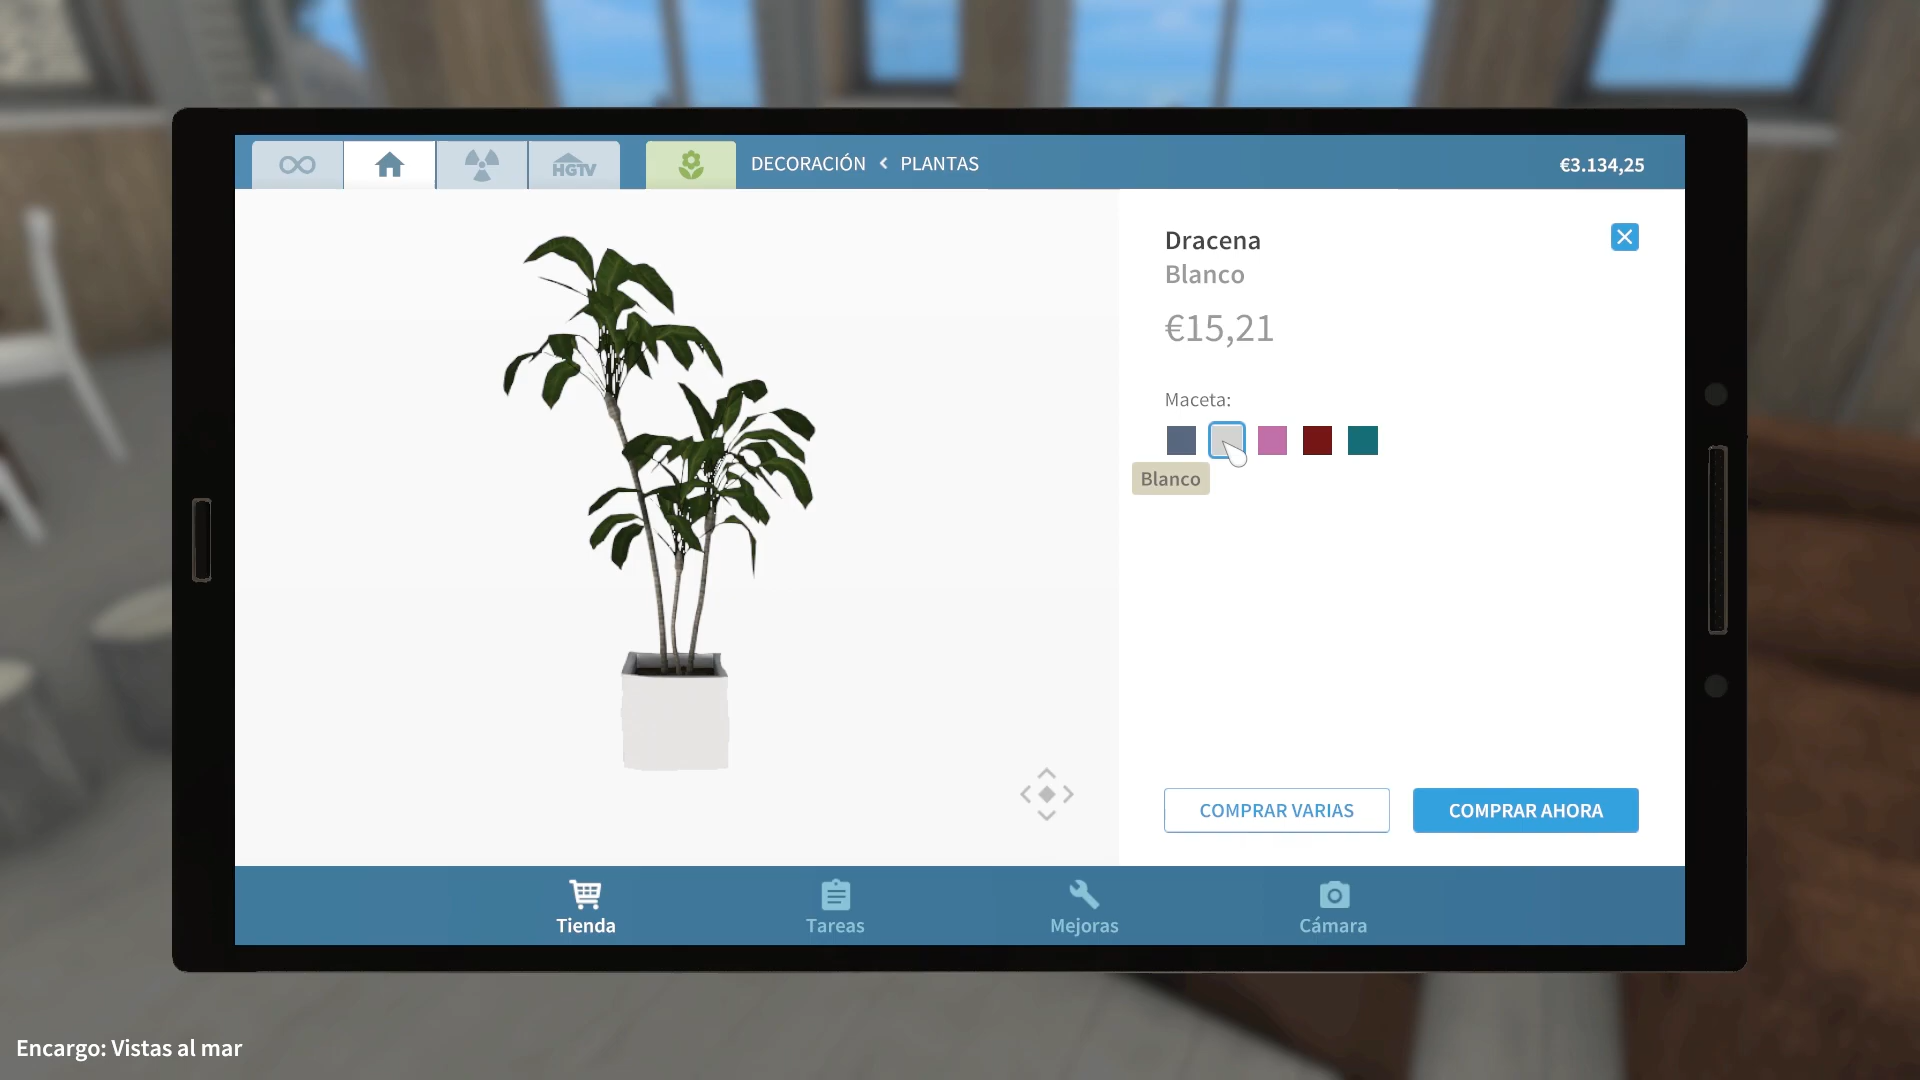 HGTV
DECORACIÓN < PLANTAS
€3.134,25
Dracena
Blanco
€15,21
Maceta:
Blanco
COMPRAR VARIAS
COMPRAR AHORA
Tienda
Tareas
Mejoras
Cámara
Encargo: Vistas al mar